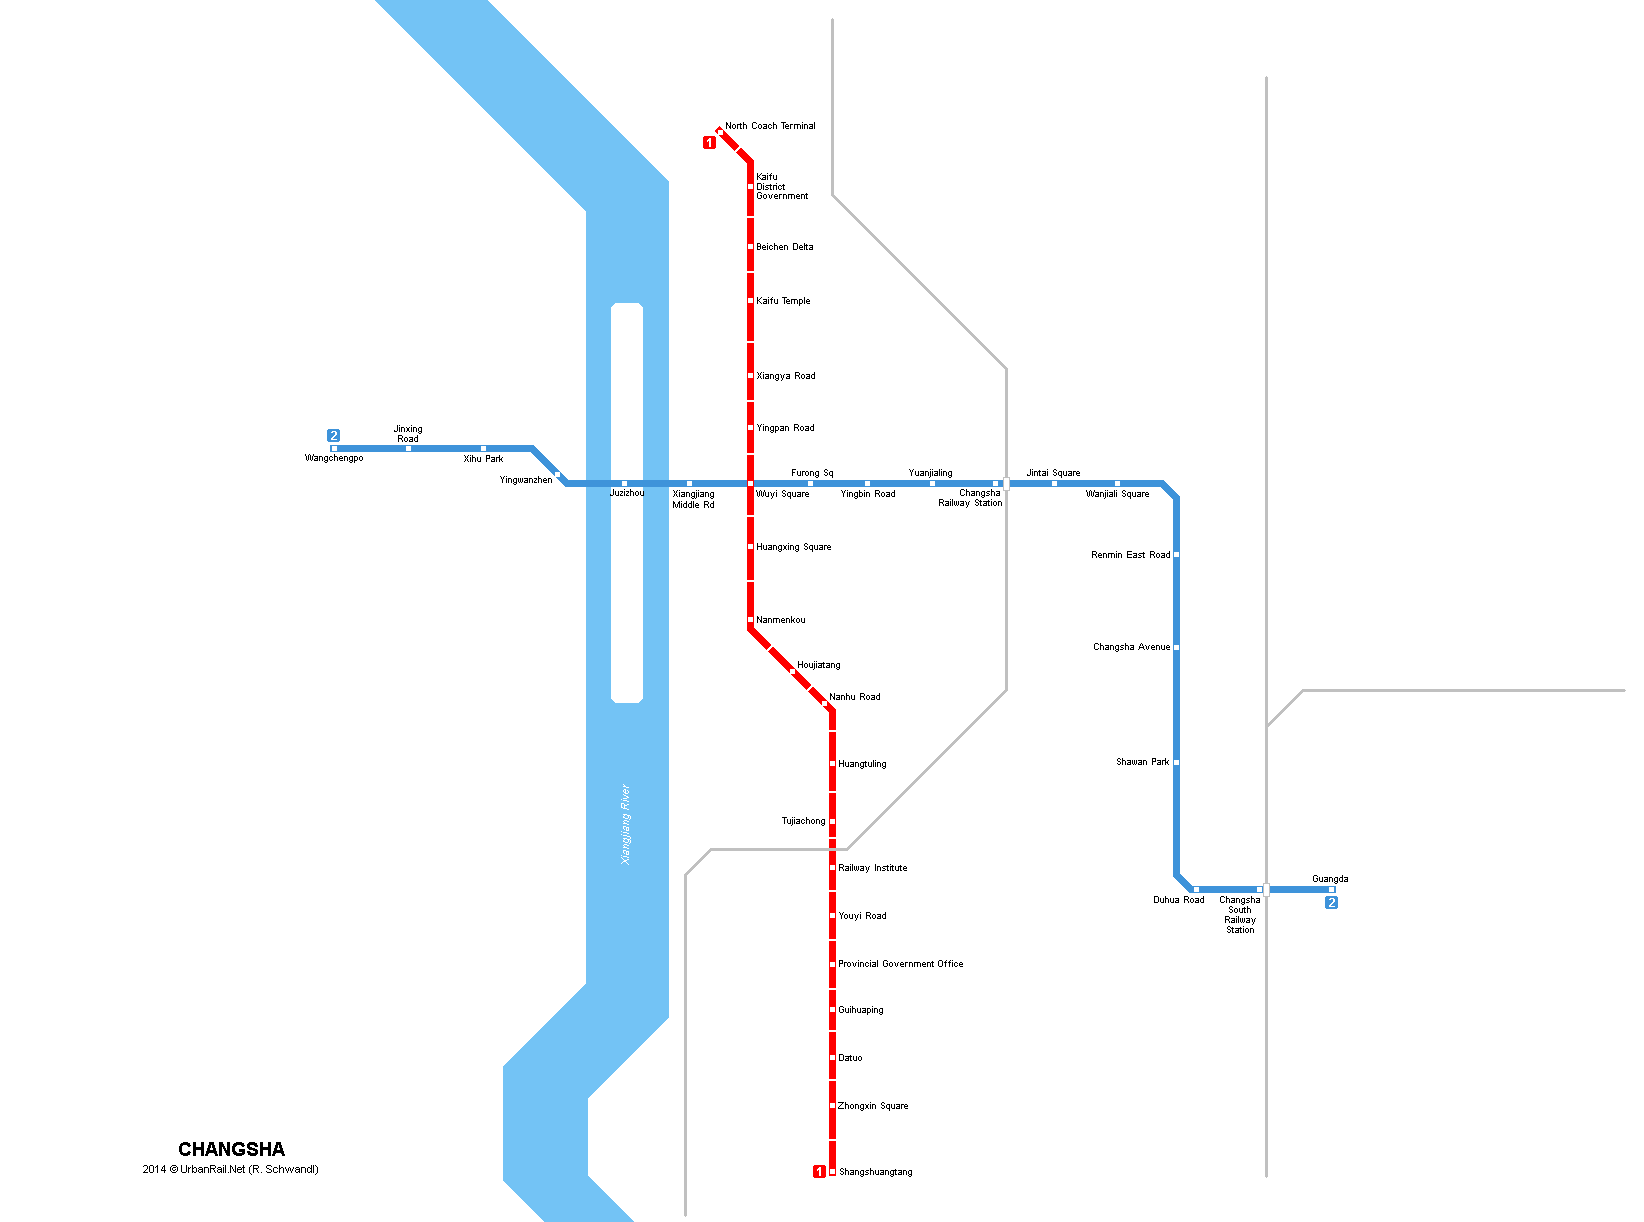 North Coach Terminal
1
Kaifu
District
Government
Beichen Delta
Kaifu Temple
Xiangya Road
Yingpan Road
2
Jinxing
Road
Wangchengpo
Xihu Park
Yingwanzhen
Juzizhou
Xiangjiang
Middle Rd
Wuyi Square
Furong Sq
Yingbin Road
Yuanjialing
Changsha
Railway Station
Jintai Square
Wanjiali Square
Huangxing Square
Renmin East Road
Nanmenkou
Changsha Avenue
Houjiatang
Nanhu Road
Huangtuling
Shawan Park
Xiangjiang River
Tujiachong
Railway Institute
Guangda
2
Duhua Road
Changsha
South
Railway
Station
Youyi Road
Provincial Government Office
Guihuaping
Datuo
Zhongxin Square
1
Shangshuangtang
CHANGSHA
2014 © UrbanRail.Net (R. Schwandl)